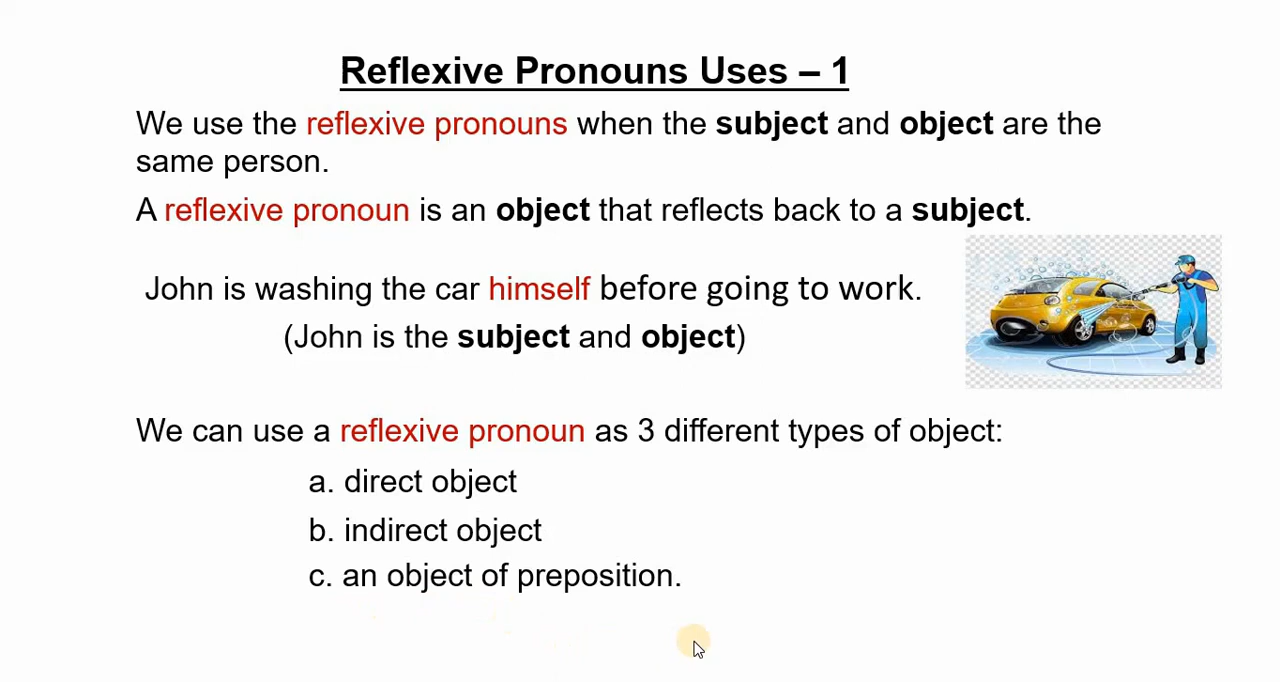 Reflexive Pronouns Uses – 1
We use the reflexive pronouns when the subject and object are the
same person.
A reflexive pronoun is an object that reflects back to a subject.
John is washing the car himself before going to work.
(John is the subject and object)
We can use a reflexive pronoun as 3 different types of object:
a. direct object
b. indirect object
c. an object of preposition.